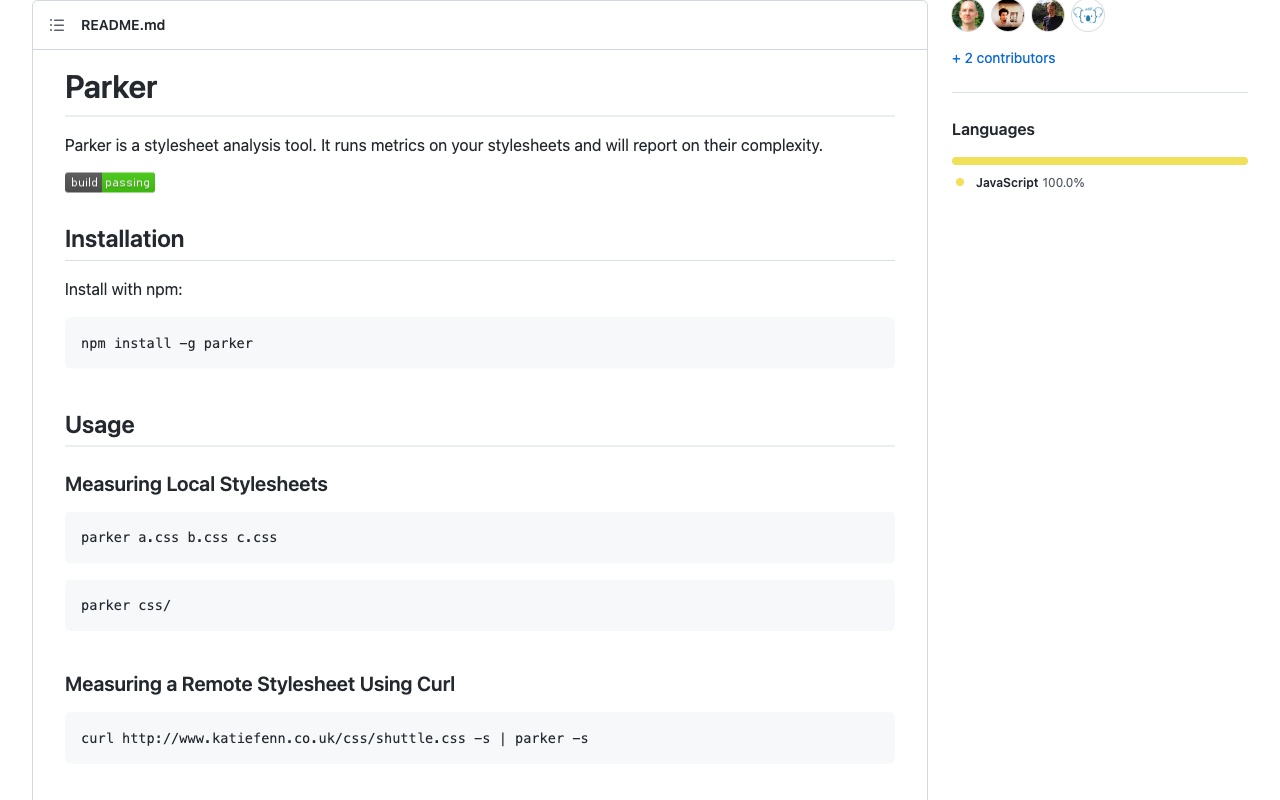 README.md
Parker
Parker is a stylesheet analysis tool. It runs metrics on your stylesheets and will report on their complexity.
build passing
Installation
Install with npm:
npm install -g parker
Usage
Measuring Local Stylesheets
parker a.css b.css c.css
parker css/
Measuring a Remote Stylesheet Using Curl
curl http://www.katiefenn.co.uk/css/shuttle.css -s | parker -s
+ 2 contributors
Languages
JavaScript 100.0%